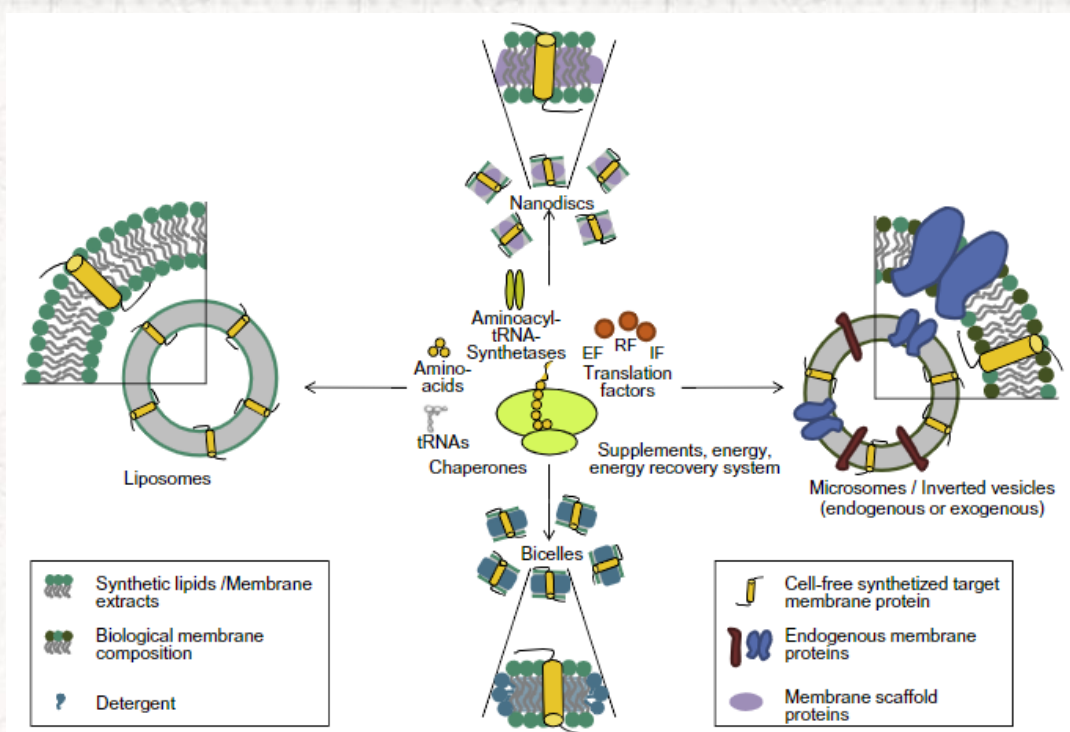 Nanodiscs
Aminoacyl-
tRNA-
Synthetases
Amino-
acids
EF RF IF
Translation
factors
tRNAs
Chaperones
Supplements, energy,
energy recovery system
Liposomes
Microsomes / Inverted vesicles
(endogenous or exogenous)
Bicelles
Synthetic lipids /Membrane
extracts
Biological membrane
composition
Detergent
Cell-free synthetized target
membrane protein
Endogenous membrane
proteins
Membrane scaffold
proteins